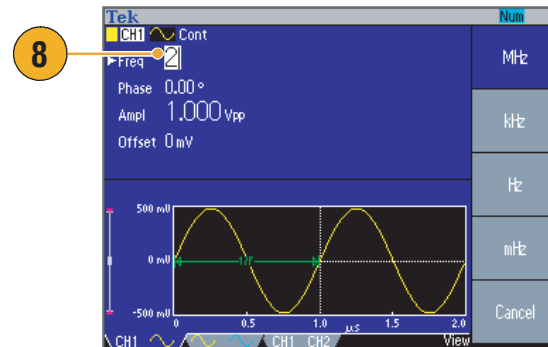 Tek
Num
CH1 Cont
8
Freq 2
MHz
Phase 0.00°
Ampl 1.000 Vpp
kHz
Offset 0 mV
Hz
500 mV
0 mV
1/F
mHz
-500 mV
0 0.5 1.0 µs 1.5 2.0
Cancel
CH1 CH1 CH2 View